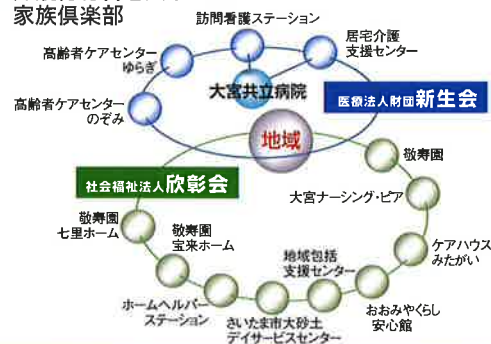 家族倶楽部
訪問看護ステーション
居宅介護
支援センター
高齢者ケアセンター
ゆらぎ
大宮共立病院
高齢者ケアセンター
のぞみ
医療法人財団新生会
地域
敬寿園
社会福祉法人欣彰会
大宮ナーシング・ピア
敬寿園
七里ホーム
敬寿園
宝来ホーム
ケアハウス
みたがい
地域包括
支援センター
ホームヘルパー
ステーション
さいたま市大砂土
デイサービスセンター
おおみやくらし
安心館